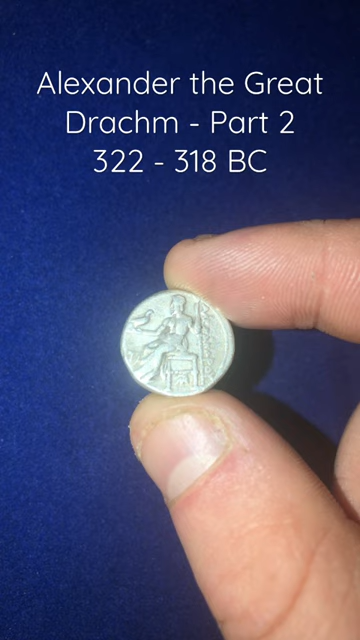 Alexander the Great
Drachm - Part 2
322 - 318 BC